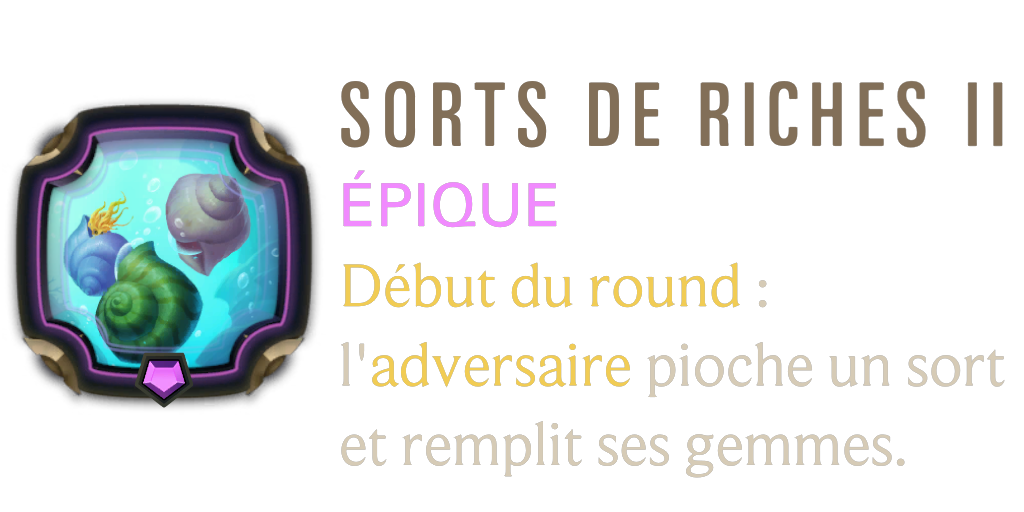 SORTS DE RICHES II
ÉPIQUE
Début du round :
l'adversaire pioche un sort
et remplit ses gemmes.